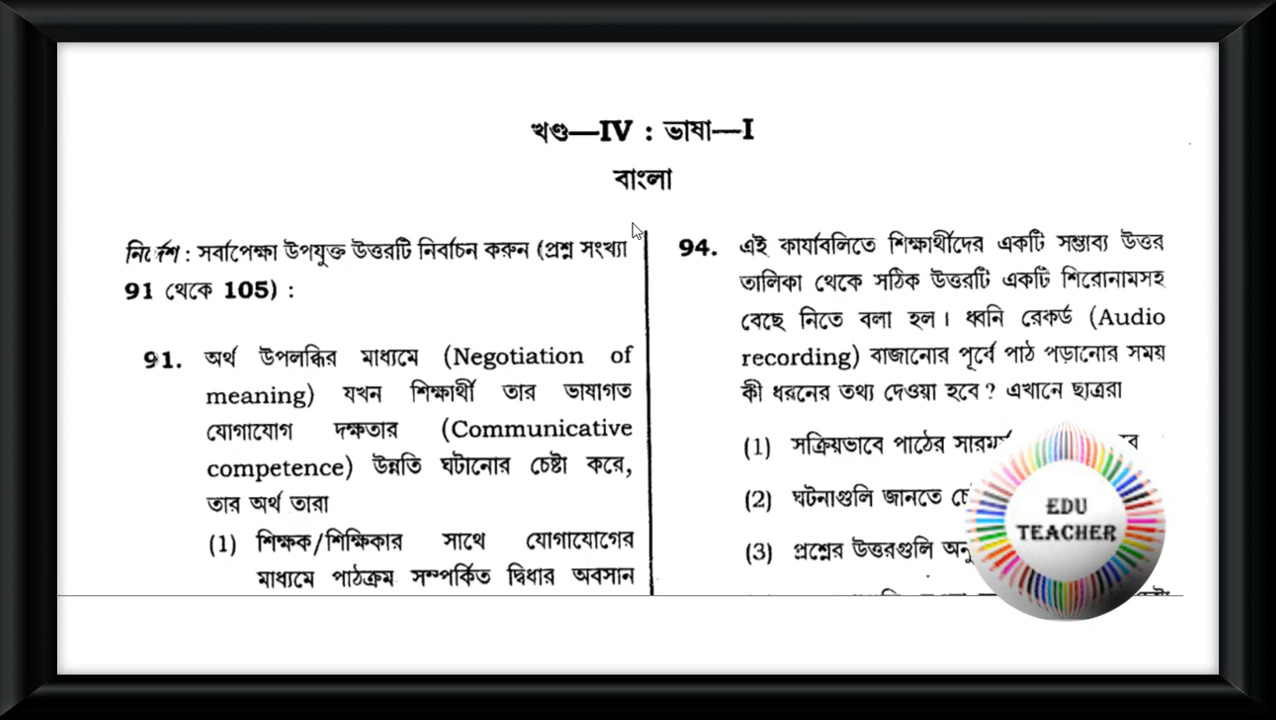 খণ্ড—IV : ভাষা—I
বাংলা
নির্দেশ : সর্বাপেক্ষা উপযুক্ত উত্তরটি নির্বাচন করুন (প্রশ্ন সংখ্যা
91 থেকে 105) :
91. অর্থ উপলব্ধির মাধ্যমে (Negotiation of
meaning) যখন শিক্ষার্থী তার ভাষাগত
যোগাযোগ দক্ষতার (Communicative
competence) উন্নতি ঘটানোর চেষ্টা করে,
তার অর্থ তারা
(1) শিক্ষক/শিক্ষিকার সাথে যোগাযোগের
মাধ্যমে পাঠক্রম সম্পর্কিত দ্বিধার অবসান
94. এই কার্যাবলিতে শিক্ষার্থীদের একটি সম্ভাব্য উত্তর
তালিকা থেকে সঠিক উত্তরটি একটি শিরোনামসহ
বেছে নিতে বলা হল। ধ্বনি রেকর্ড (Audio
recording) বাজানোর পূর্বে পাঠ পড়ানোর সময়
কী ধরনের তথ্য দেওয়া হবে? এখানে ছাত্ররা
(1) সক্রিয়ভাবে পাঠের
(2) ঘটনাগুলি জানতে
(3) প্রশ্নের উত্তরগুলি
EDU
TEACHER